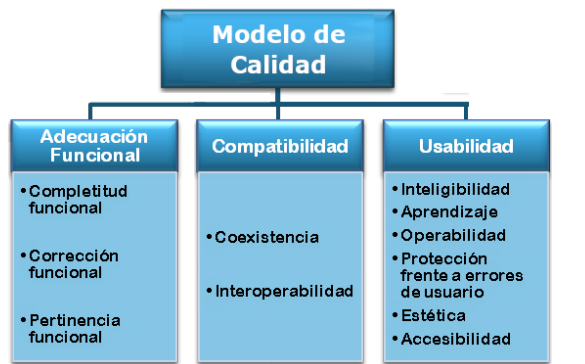 Modelo de
Calidad
Adecuación
Funcional
• Completitud
funcional
• Corrección
funcional
• Pertinencia
funcional
Compatibilidad
• Coexistencia
• Interoperabilidad
Usabilidad
• Inteligibilidad
• Aprendizaje
• Operabilidad
• Protección
frente a errores
de usuario
• Estética
• Accesibilidad